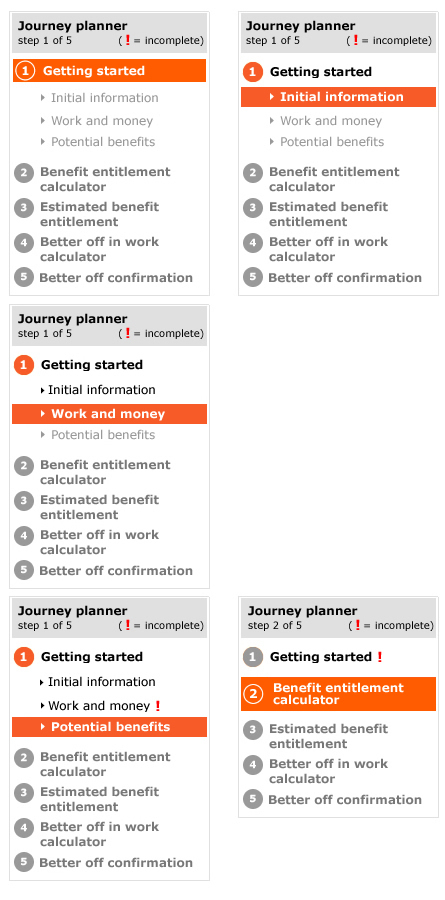 Journey planner
step 1 of 5 ( ! = incomplete)
1 Getting started
Initial information
Work and money
Potential benefits
2 Benefit entitlement
calculator
3 Estimated benefit
entitlement
4 Better off in work
calculator
5 Better off confirmation
Journey planner
step 1 of 5 ( ! = incomplete)
1 Getting started
Initial information
Work and money
Potential benefits
2 Benefit entitlement
calculator
3 Estimated benefit
entitlement
4 Better off in work
calculator
5 Better off confirmation
Journey planner
step 1 of 5 ( ! = incomplete)
1 Getting started
Initial information
Work and money
Potential benefits
2 Benefit entitlement
calculator
3 Estimated benefit
entitlement
4 Better off in work
calculator
5 Better off confirmation
Journey planner
step 1 of 5 ( ! = incomplete)
1 Getting started
Initial information
Work and money !
Potential benefits
2 Benefit entitlement
calculator
3 Estimated benefit
entitlement
4 Better off in work
calculator
5 Better off confirmation
Journey planner
step 2 of 5 ( ! = incomplete)
1 Getting started !
2 Benefit entitlement
calculator
3 Estimated benefit
entitlement
4 Better off in work
calculator
5 Better off confirmation